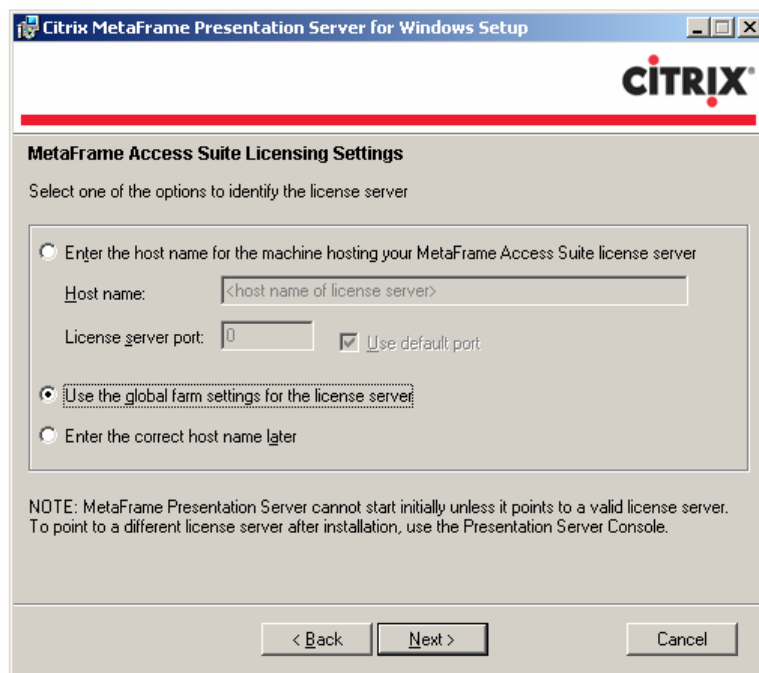 Citrix MetaFrame Presentation Server for Windows Setup
CİTRIX
MetaFrame Access Suite Licensing Settings
Select one of the options to identify the license server
Enter the host name for the machine hosting your MetaFrame Access Suite license server
Host name:
<host name of license server>
License server port:
0
Use default port
Use the global farm settings for the license server
Enter the correct host name later
NOTE: MetaFrame Presentation Server cannot start initially unless it points to a valid license server.
To point to a different license server after installation, use the Presentation Server Console.
< Back
Next >
Cancel